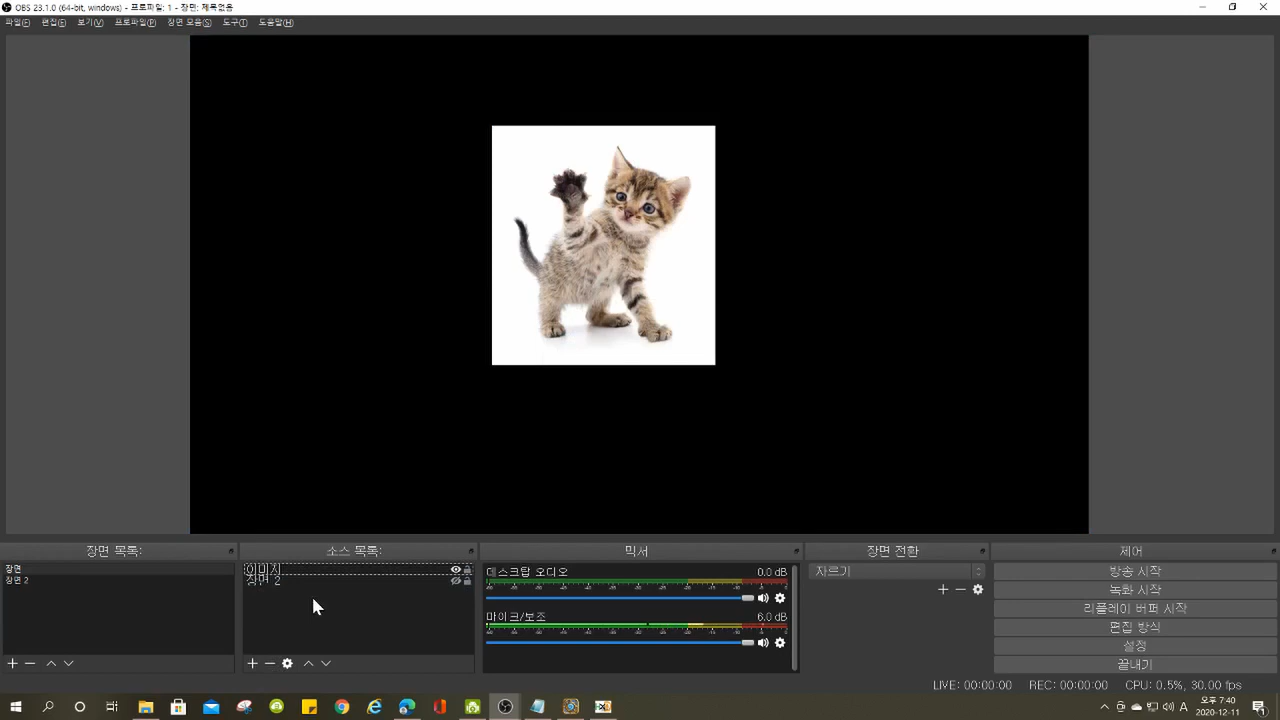 OBS 23.1.0 (64-bit, windows) - 프로파일: 1 - 장면: 제목없음
파일(F) 편집(E) 보기(V) 프로파일(P) 장면 모음(S) 도구(T) 도움말(H)
장면 목록: 소스 목록: 믹서 장면 전환 제어
장면
장면 2
이미지
장면 2
데스크탑 오디오 0.0 dB
마이크/보조 6.0 dB
자르기
방송 시작
녹화 시작
리플레이 버퍼 시작
편집 방식
설정
끝내기
LIVE: 00:00:00 REC: 00:00:00 CPU: 0.5%, 30.00 fps
A 오후 7:40
2020-12-11